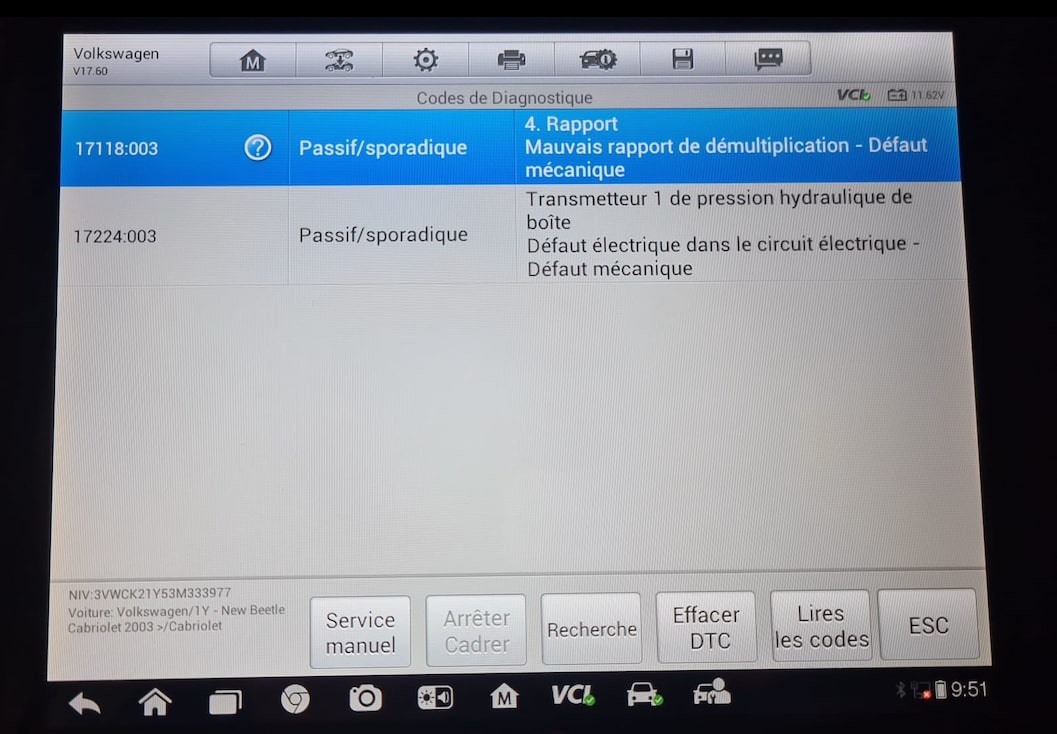 Volkswagen
V17.60
M
Codes de Diagnostique
VCI
11.62V
17118:003
?
Passif/sporadique
4. Rapport
Mauvais rapport de démultiplication - Défaut
mécanique
17224:003
Passif/sporadique
Transmetteur 1 de pression hydraulique de
boîte
Défaut électrique dans le circuit électrique -
Défaut mécanique
NIV:3VWCK21Y53M333977
Voiture: Volkswagen/1Y - New Beetle
Cabriolet 2003 >/Cabriolet
Service
manuel
Arrêter
Cadrer
Recherche
Effacer
DTC
Lires
les codes
ESC
M
VCI
9:51